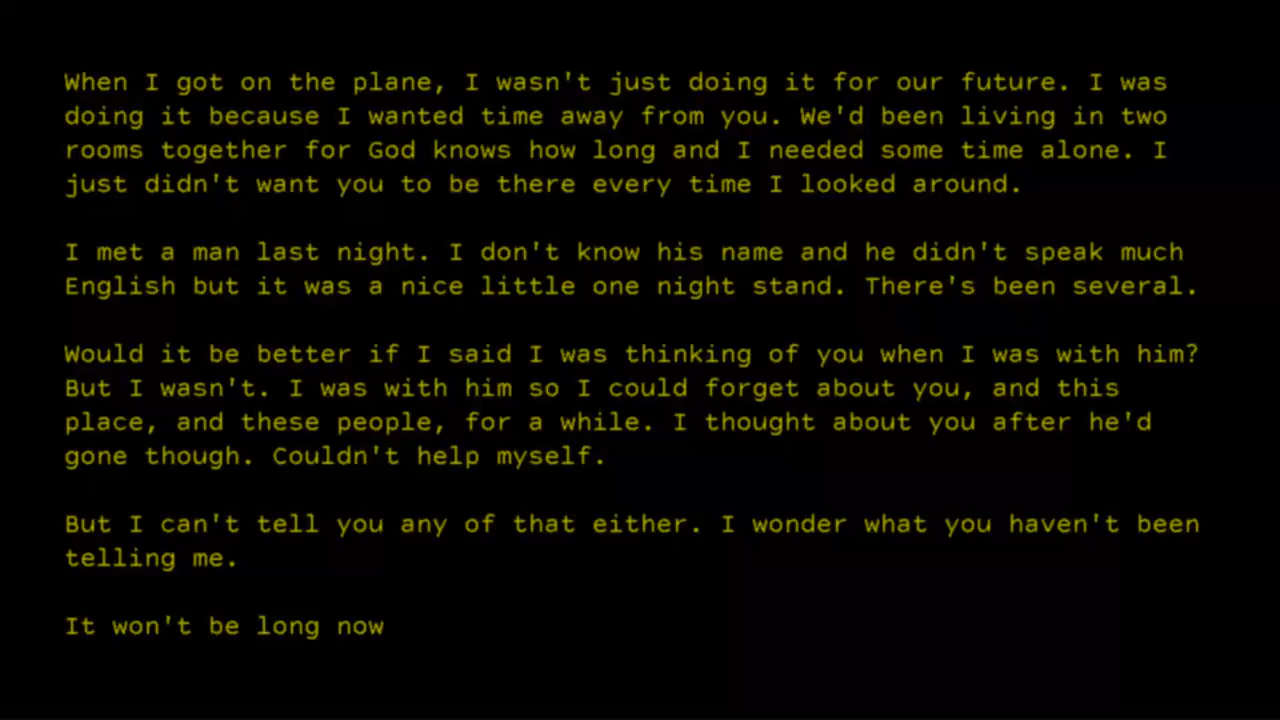 When I got on the plane, I wasn't just doing it for our future. I was
doing it because I wanted time away from you. We'd been living in two
rooms together for God knows how long and I needed some time alone. I
just didn't want you to be there every time I looked around.
I met a man last night. I don't know his name and he didn't speak much
English but it was a nice little one night stand. There's been several.
Would it be better if I said I was thinking of you when I was with him?
But I wasn't. I was with him so I could forget about you, and this
place, and these people, for a while. I thought about you after he'd
gone though. Couldn't help myself.
But I can't tell you any of that either. I wonder what you haven't been
telling me.
It won't be long now